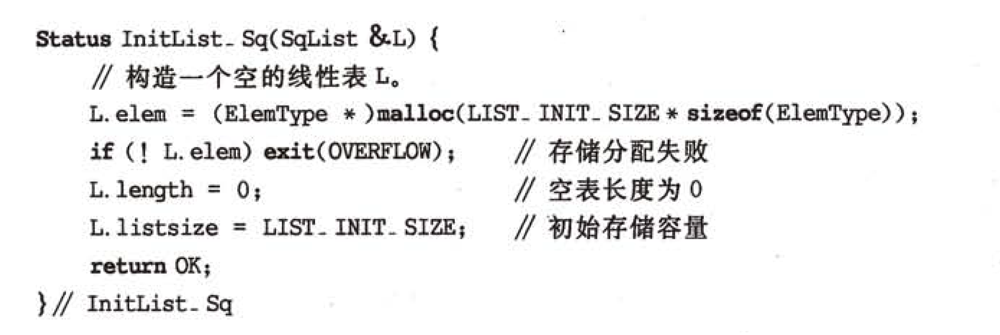 Status InitList_Sq(SqList &L) {
// 构造一个空的线性表 L。
L.elem = (ElemType *)malloc(LIST_INIT_SIZE * sizeof(ElemType));
if (! L.elem) exit(OVERFLOW); // 存储分配失败
L.length = 0; // 空表长度为 0
L.listsize = LIST_INIT_SIZE; // 初始存储容量
return OK;
}// InitList_Sq